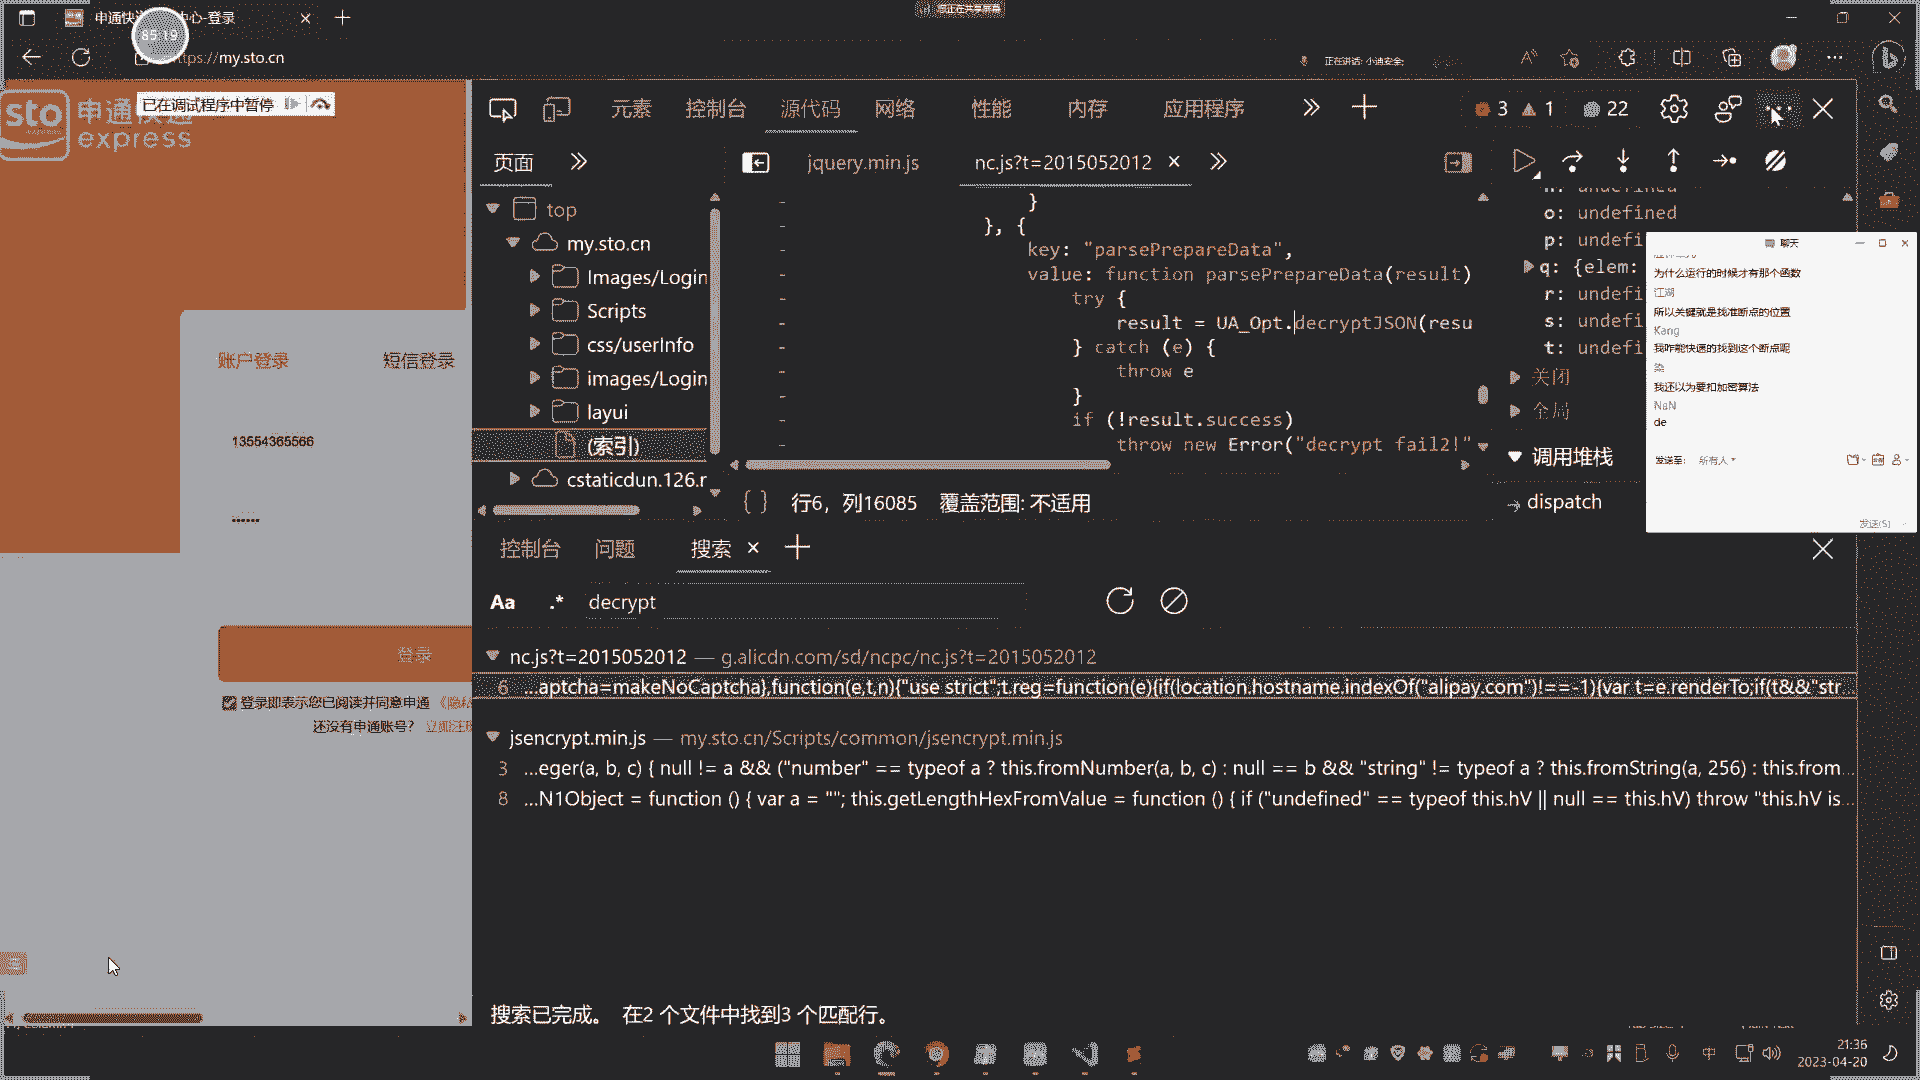 申通快
中心-登录
85:19
您正在共享屏幕
ttps://my.sto.cn
正在讲话: 小迪安全;
sto
申通快递
express
已在调试程序中暂停
元素
控制台
源代码
网络
性能
内存
应用程序
3
1
22
页面
jquery.min.js
nc.js?t=2015052012
top
my.sto.cn
Images/Login
Scripts
css/userInfo
images/Login
layui
(索引)
cstaticdun.126.r
}
}, {
key: "parsePrepareData",
value: function parsePrepareData(result)
try {
result = UA_Opt.decryptJSON(resu
} catch (e) {
throw e
}
if (!result.success)
throw new Error("decrypt fail2!"
{ } 行6，列16085 覆盖范围: 不适用
o: undefined
p: undefi
q: {elem:
r: undefi
s: undefi
t: undefi
关闭
全局
调用堆栈
dispatch
聊天
为什么运行的时候才有那个函数
江湖
所以关键就是找准断点的位置
Kang
我咋能快速的找到这个断点呢
染
我还以为要扣加密算法
NaN
de
发送至:
所有人
发送(S)
账户登录
短信登录
13554365566
••••••
登录
登录即表示您已阅读并同意申通
还没有申通账号?
立即注册
控制台
问题
搜索
Aa
.*
decrypt
nc.js?t=2015052012 — g.alicdn.com/sd/ncpc/nc.js?t=2015052012
6 ...aptcha=makeNoCaptcha},function(e,t,n){"use strict";t.reg=function(e){if(location.hostname.indexOf("alipay.com")!==-1){var t=e.renderTo;if(t&&"str...
jsencrypt.min.js — my.sto.cn/Scripts/common/jsencrypt.min.js
3 ...eger(a, b, c) { null != a && ("number" == typeof a ? this.fromNumber(a, b, c) : null == b && "string" != typeof a ? this.fromString(a, 256) : this.from...
8 ...N1Object = function () { var a = ""; this.getLengthHexFromValue = function () { if ("undefined" == typeof this.hV || null == this.hV) throw "this.hV is...
搜索已完成。 在2 个文件中找到3 个匹配行。
中
21:36
2023-04-20